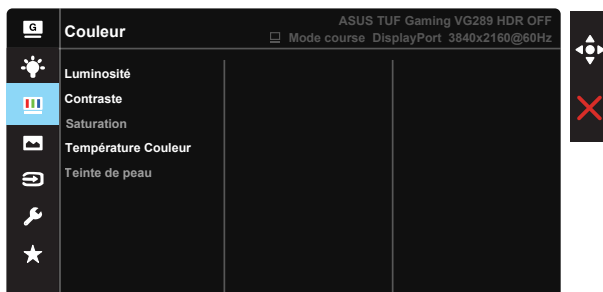 G
Couleur
ASUS TUF Gaming VG289 HDR OFF
Mode course DisplayPort 3840x2160@60Hz
Luminosité
Contraste
Saturation
Température Couleur
Teinte de peau